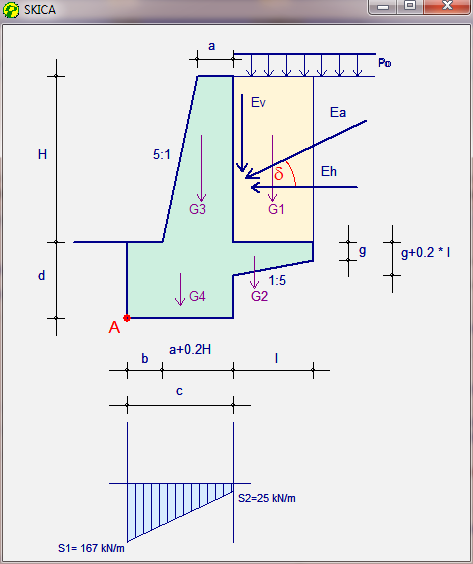 SKICA
a
Po
Ev
Ea
H
5:1
δ
Eh
G3
G1
g
g+0.2 * l
d
1:5
G4
G2
A
b
a+0.2H
l
c
S2=25 kN/m
S1= 167 kN/m